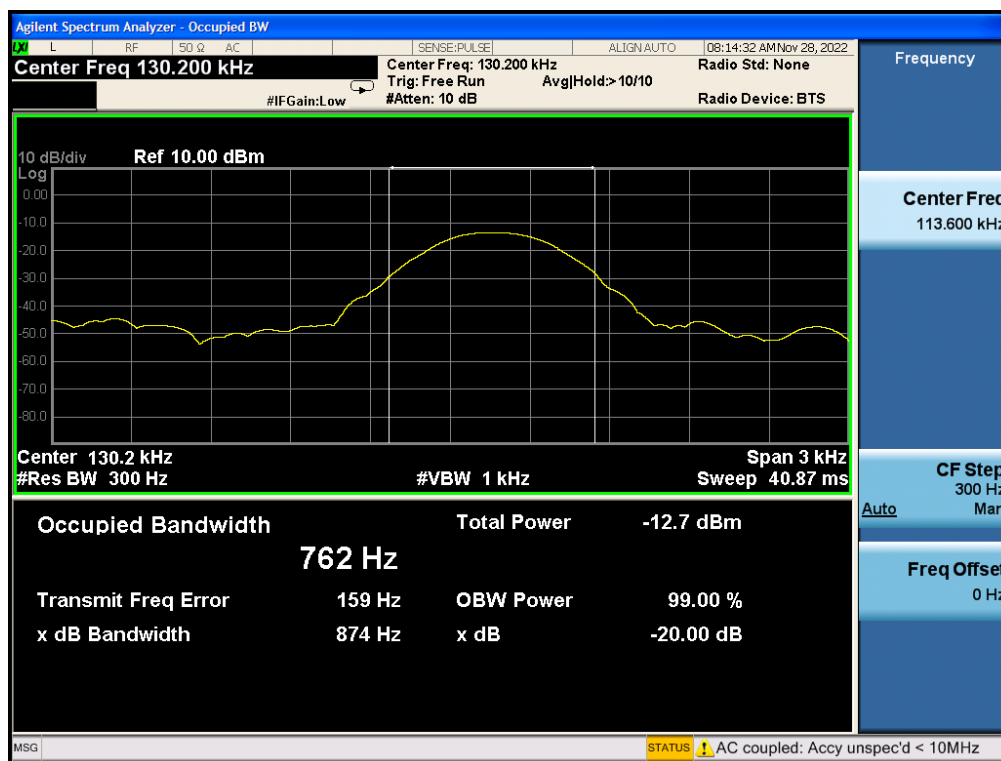 Agilent Spectrum Analyzer - Occupied BW
LXI L RF 50 Ω AC SENSE:PULSE ALIGN AUTO 08:14:32 AM Nov 28, 2022
Center Freq 130.200 kHz
Center Freq: 130.200 kHz
Radio Std: None
Trig: Free Run Avg|Hold:> 10/10
#IFGain:Low #Atten: 10 dB Radio Device: BTS
10 dB/div Ref 10.00 dBm
Log
0.00
-10.0
-20.0
-30.0
-40.0
-50.0
-60.0
-70.0
-80.0
Center 130.2 kHz Span 3 kHz
#Res BW 300 Hz #VBW 1 kHz Sweep 40.87 ms
Occupied Bandwidth Total Power -12.7 dBm
762 Hz
Transmit Freq Error 159 Hz OBW Power 99.00 %
x dB Bandwidth 874 Hz x dB -20.00 dB
Frequency
Center Freq
113.600 kHz
CF Step
300 Hz
Auto Man
Freq Offset
0 Hz
MSG STATUS AC coupled: Accy unspec'd < 10MHz